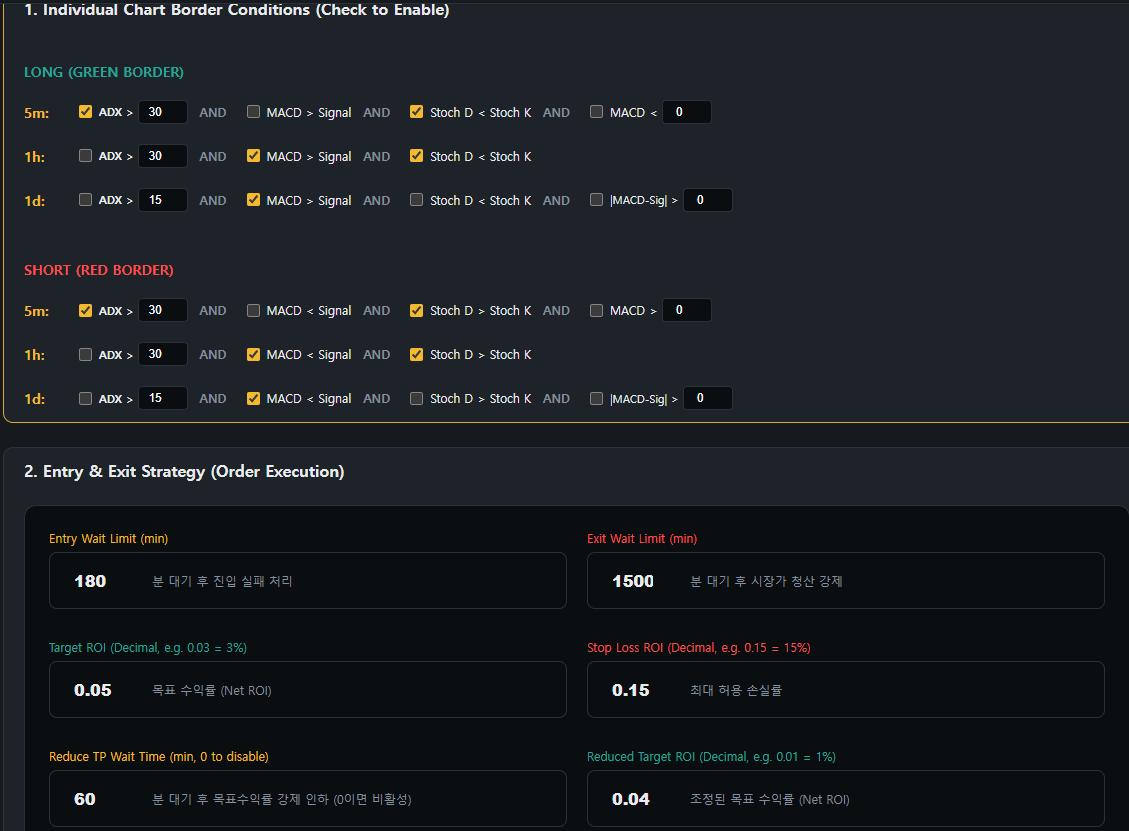 1. Individual Chart Border Conditions (Check to Enable)
LONG (GREEN BORDER)
5m: ADX > 30 AND MACD > Signal AND Stoch D < Stoch K AND MACD < 0
1h: ADX > 30 AND MACD > Signal AND Stoch D < Stoch K
1d: ADX > 15 AND MACD > Signal AND Stoch D < Stoch K AND |MACD-Sig| > 0
SHORT (RED BORDER)
5m: ADX > 30 AND MACD < Signal AND Stoch D > Stoch K AND MACD > 0
1h: ADX > 30 AND MACD < Signal AND Stoch D > Stoch K
1d: ADX > 15 AND MACD < Signal AND Stoch D > Stoch K AND |MACD-Sig| > 0
2. Entry & Exit Strategy (Order Execution)
Entry Wait Limit (min) Exit Wait Limit (min)
180 분 대기 후 진입 실패 처리 1500 분 대기 후 시장가 청산 강제
Target ROI (Decimal, e.g. 0.03 = 3%) Stop Loss ROI (Decimal, e.g. 0.15 = 15%)
0.05 목표 수익률 (Net ROI) 0.15 최대 허용 손실률
Reduce TP Wait Time (min, 0 to disable) Reduced Target ROI (Decimal, e.g. 0.01 = 1%)
60 분 대기 후 목표수익률 강제 인하 (0이면 비활성) 0.04 조정된 목표 수익률 (Net ROI)